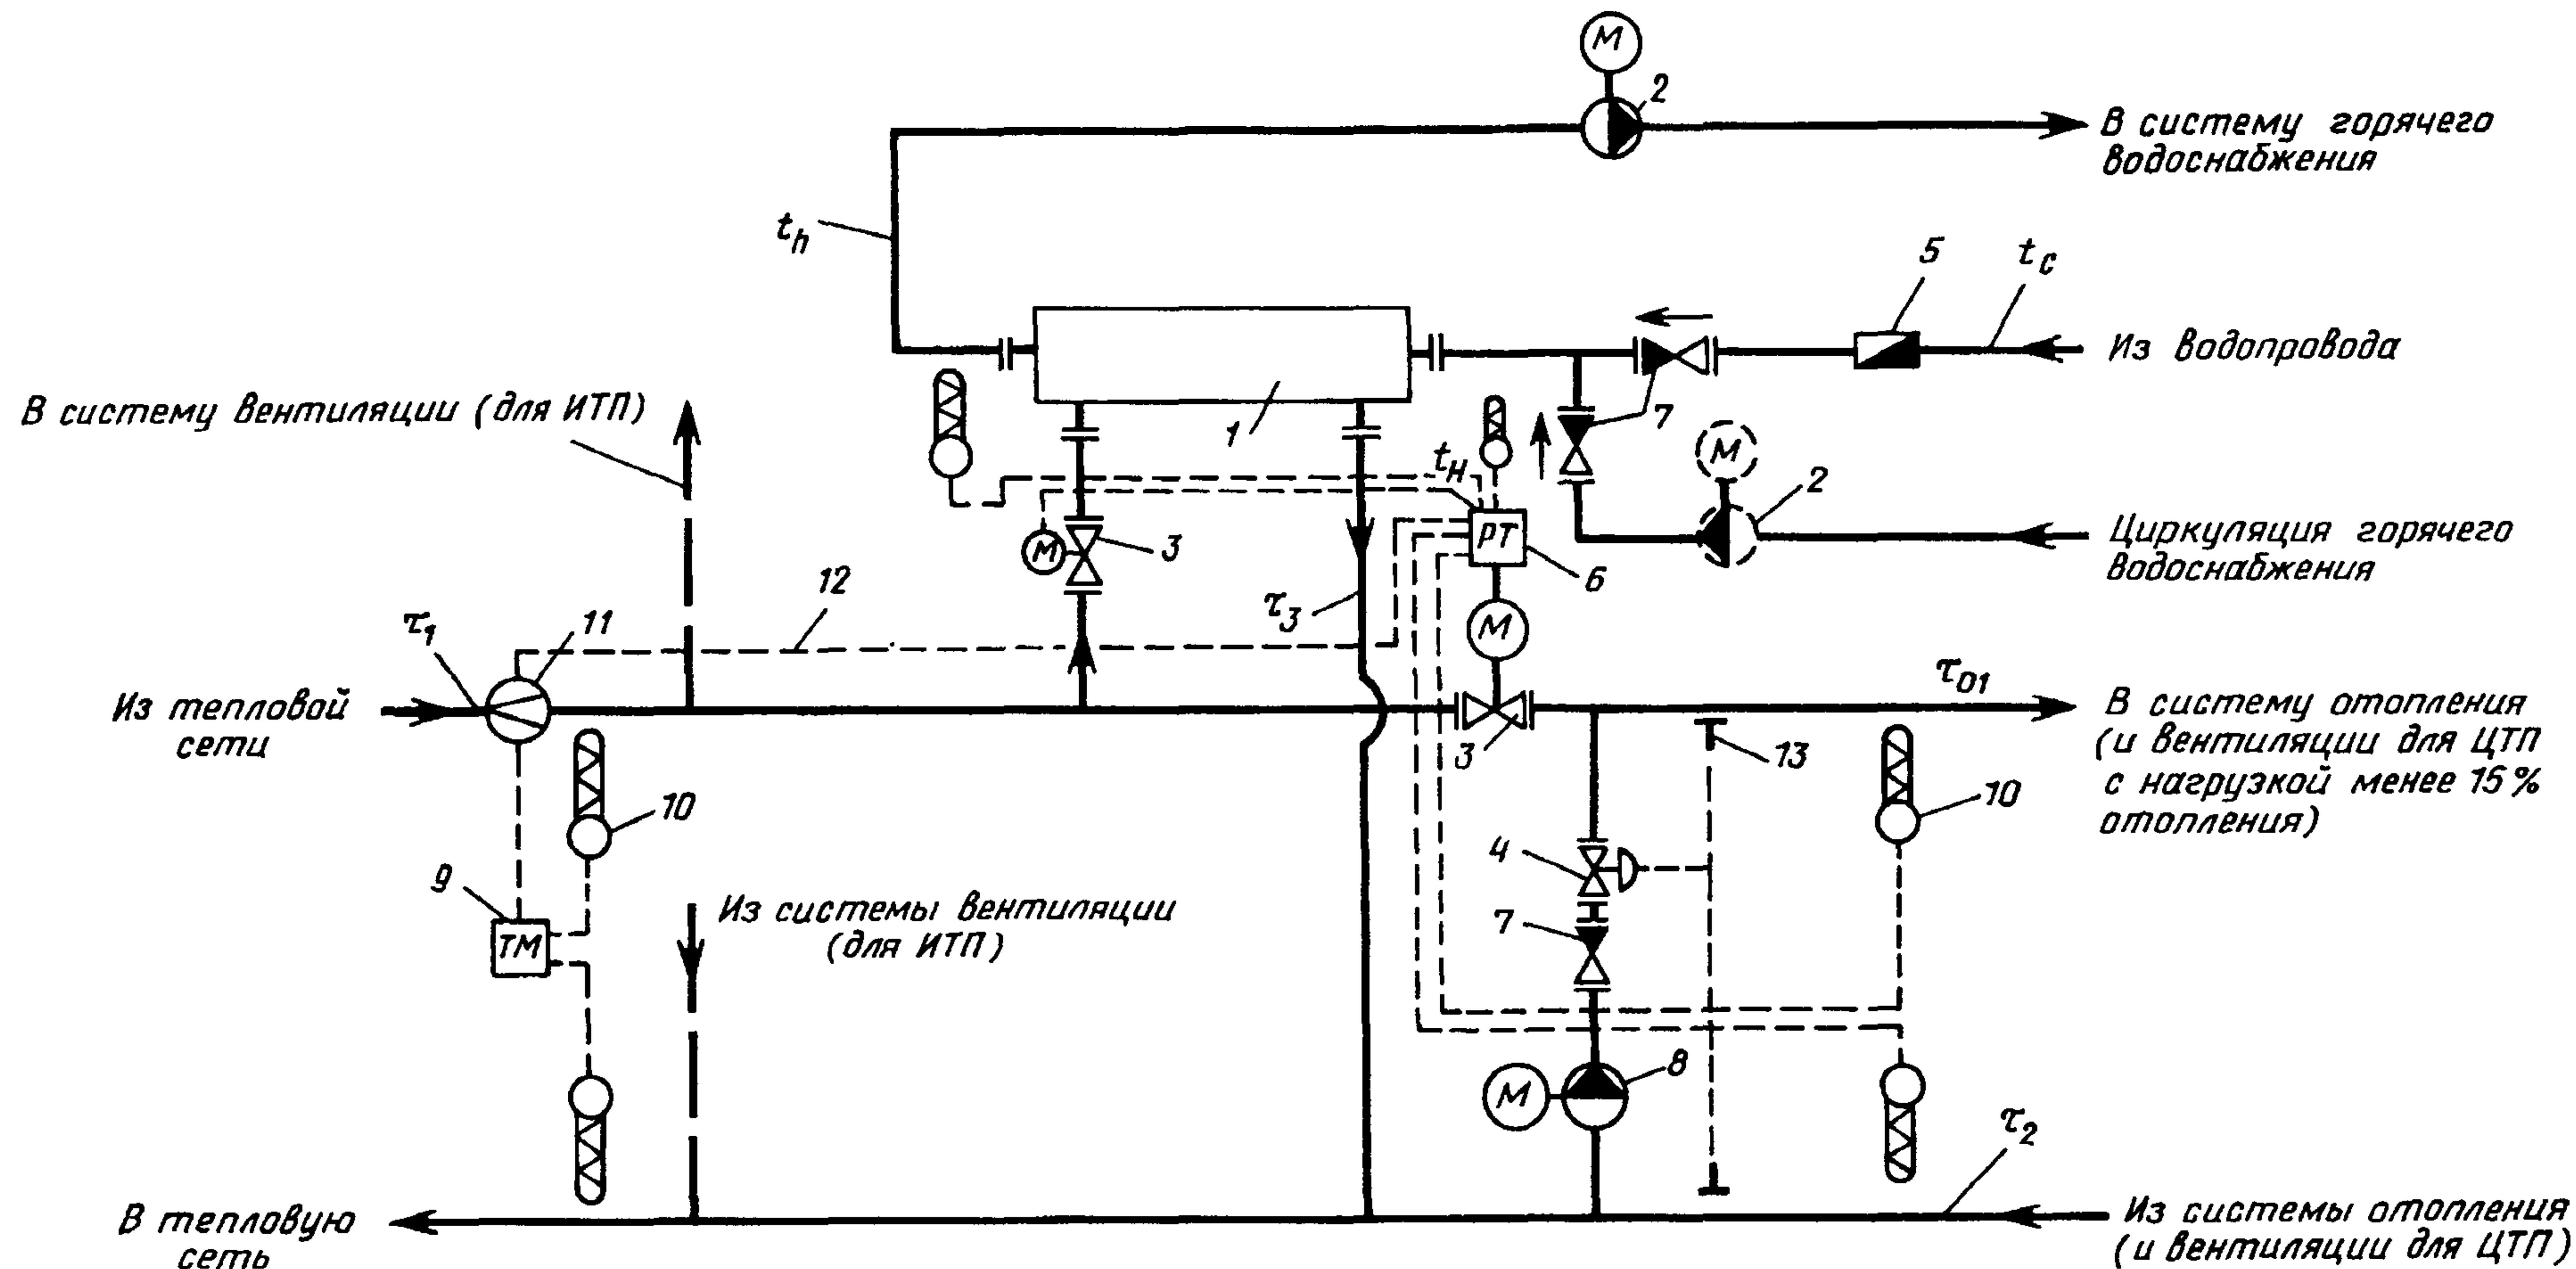 М
2
В систему горячего
водоснабжения
t_h
5
t_c
Из водопровода
В систему вентиляции (для ИТП)
1
7
t_н
М
2
М
3
РТ
6
Циркуляция горячего
водоснабжения
12
τ_1
11
τ_3
М
τ_01
Из тепловой
сети
3
13
В систему отопления
(и вентиляции для ЦТП
с нагрузкой менее 15%
отопления)
10
10
4
9
ТМ
Из системы вентиляции
(для ИТП)
7
М
8
τ_2
В тепловую
сеть
Из системы отопления
(и вентиляции для ЦТП)